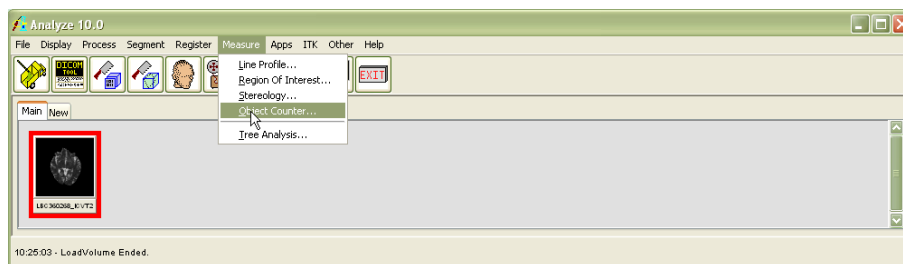 Analyze 10.0
File Display Process Segment Register Measure Apps ITK Other Help
DICOM
TOOL
EXIT
Line Profile...
Region Of Interest...
Stereology...
Object Counter...
Tree Analysis...
Main New
10:25:03 - LoadVolume Ended.